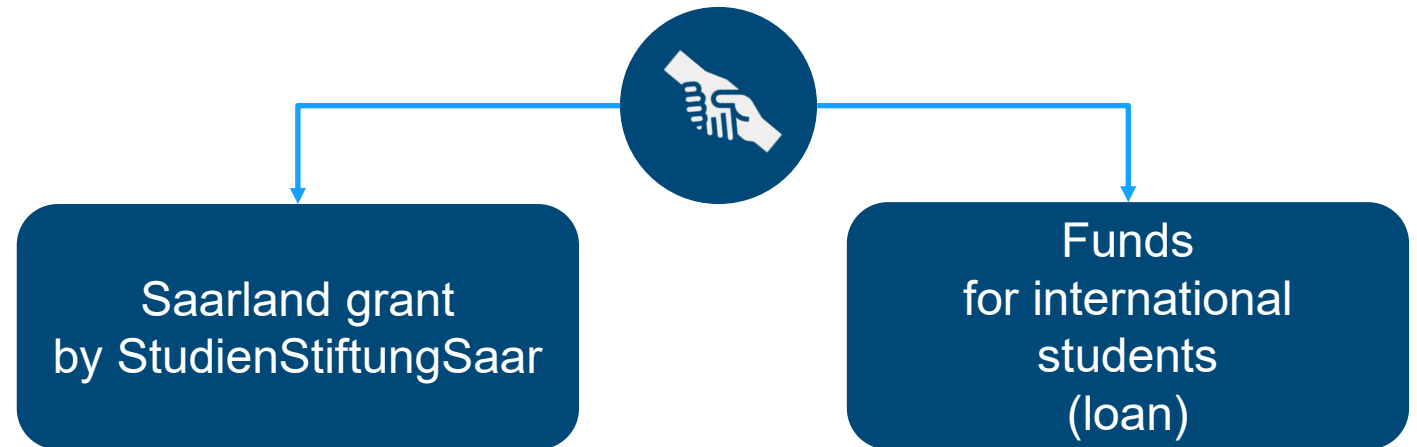 Saarland grant
by StudienStiftungSaar
Funds
for international
students
(loan)